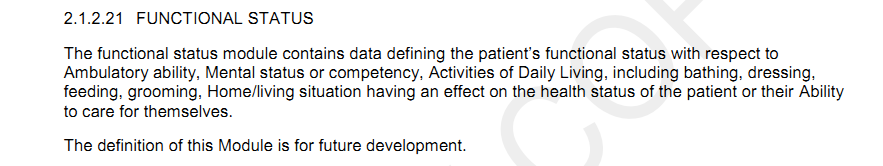 2.1.2.21 FUNCTIONAL STATUS
The functional status module contains data defining the patient's functional status with respect to
Ambulatory ability, Mental status or competency, Activities of Daily Living, including bathing, dressing,
feeding, grooming, Home/living situation having an effect on the health status of the patient or their Ability
to care for themselves.
The definition of this Module is for future development.